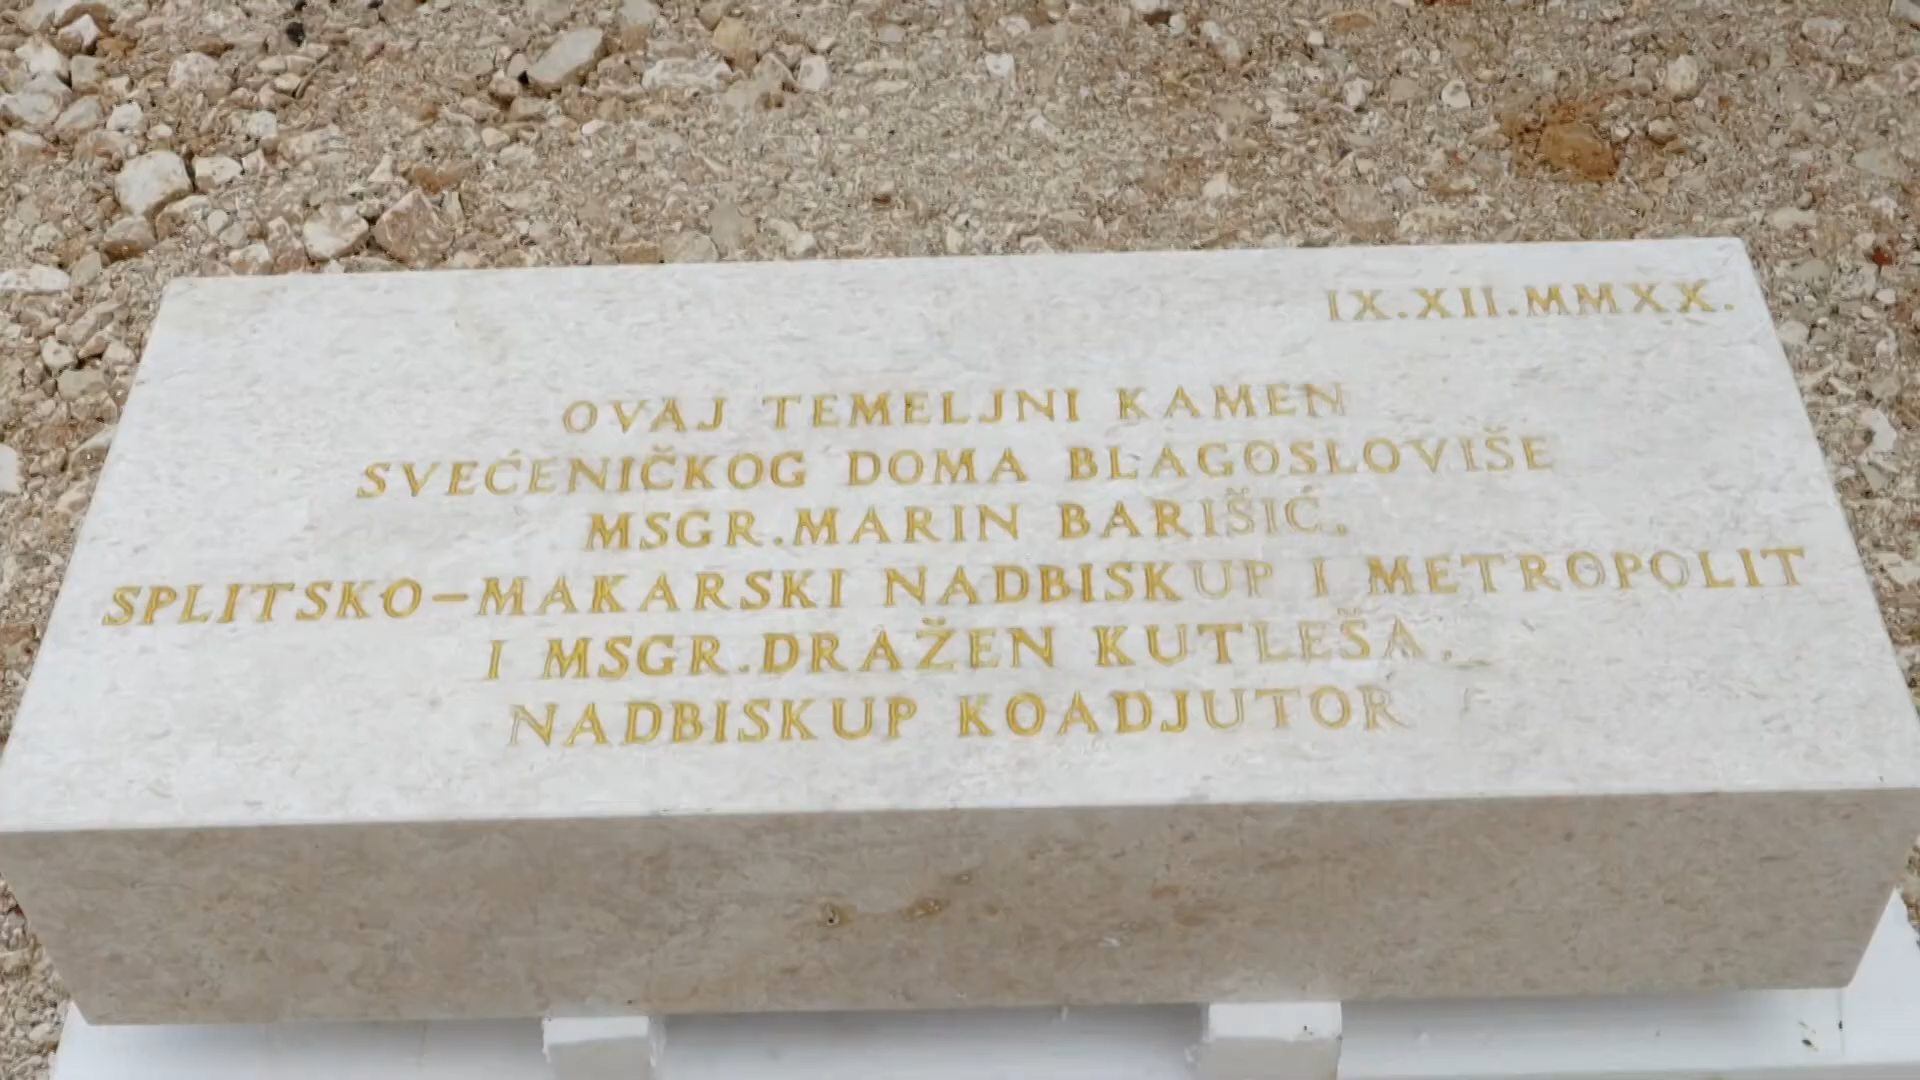 IX.XII.MMXX.
OVAJ TEMELJNI KAMEN
SVEĆENIČKOG DOMA BLAGOSLOVIŠE
MSGR.MARIN BARIŠIĆ,
SPLITSKO-MAKARSKI NADBISKUP I METROPOLIT
I MSGR.DRAŽEN KUTLEŠA,
NADBISKUP KOADJUTOR